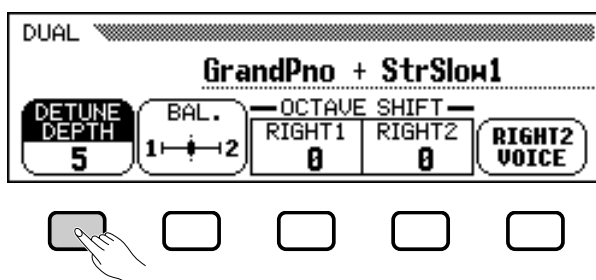 DUAL
GrandPno + StrSlow1
DETUNE DEPTH 5
BAL. 1 2
OCTAVE SHIFT
RIGHT1 0
RIGHT2 0
RIGHT2 VOICE